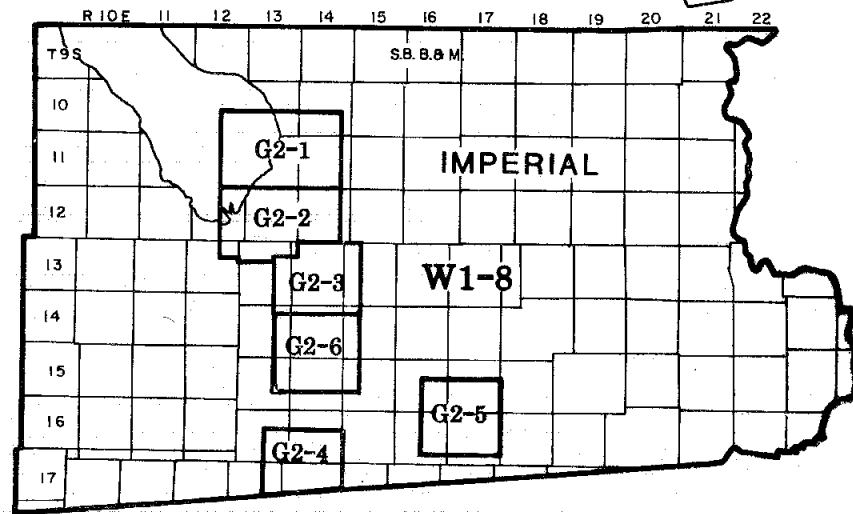 R 10 E 11 12 13 14 15 16 17 18 19 20 21 22
T9S S.B. B. & M.
10
11 G2-1 IMPERIAL
12 G2-2
13 G2-3 W1-8
14
G2-6
15
16 G2-5
G2-4
17